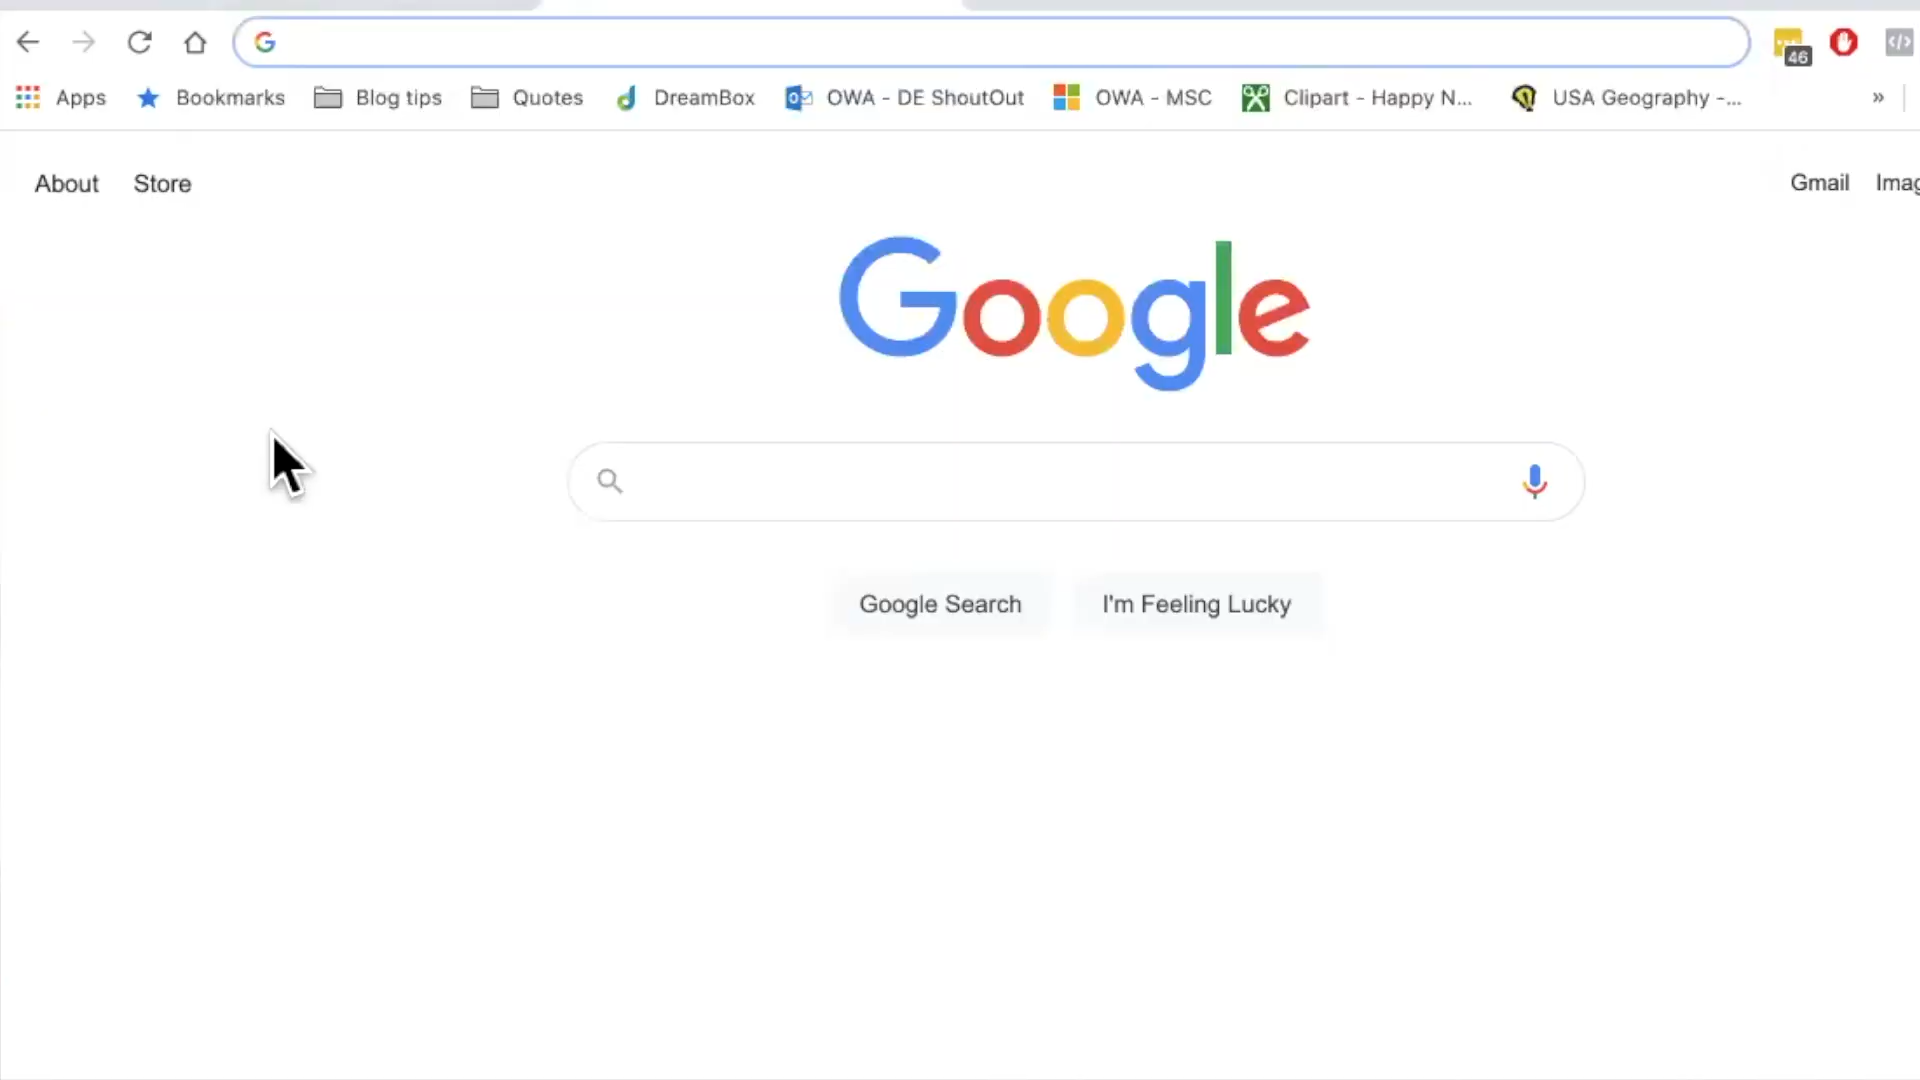 46
Apps Bookmarks Blog tips Quotes DreamBox OWA - DE ShoutOut OWA - MSC Clipart - Happy N... USA Geography -... »
About Store Gmail Imag
Google
Google Search I'm Feeling Lucky